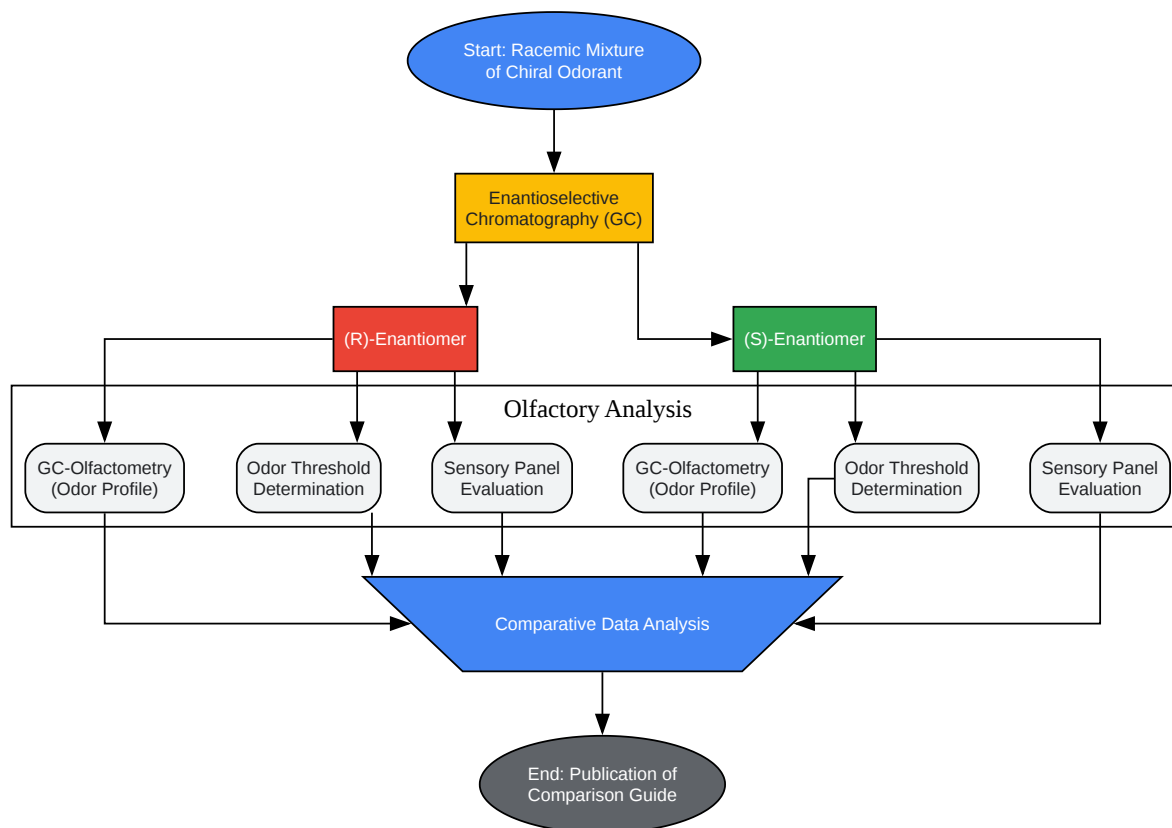 Start: Racemic Mixture
of Chiral Odorant
Enantioselective
Chromatography (GC)
(R)-Enantiomer
(S)-Enantiomer
Olfactory Analysis
GC-Olfactometry
(Odor Profile)
Odor Threshold
Determination
Sensory Panel
Evaluation
GC-Olfactometry
(Odor Profile)
Odor Threshold
Determination
Sensory Panel
Evaluation
Comparative Data Analysis
End: Publication of
Comparison Guide